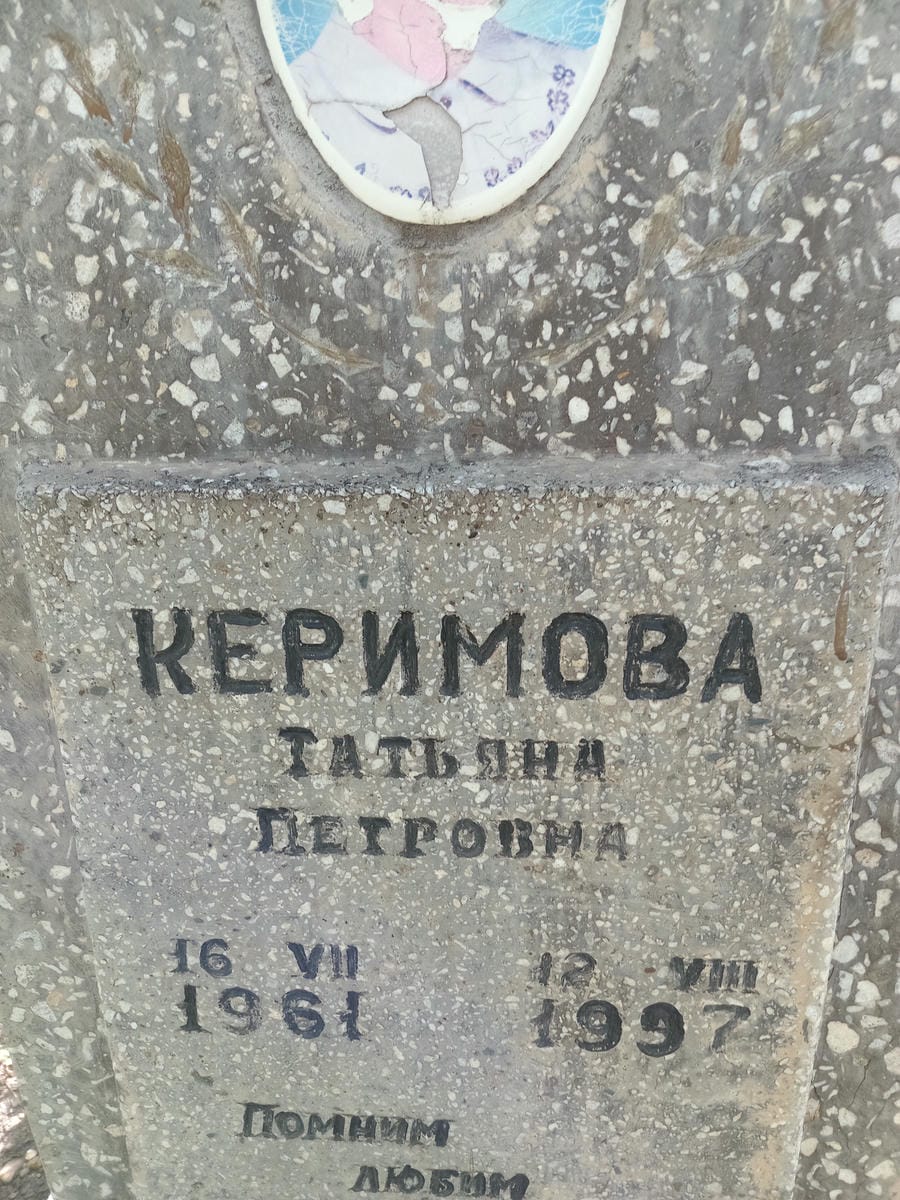 КЕРИМОВА
ТАТЬЯНА
ПЕТРОВНА
16 VII 12 VIII
1961 1997
ПОМНИМ
ЛЮБИМ